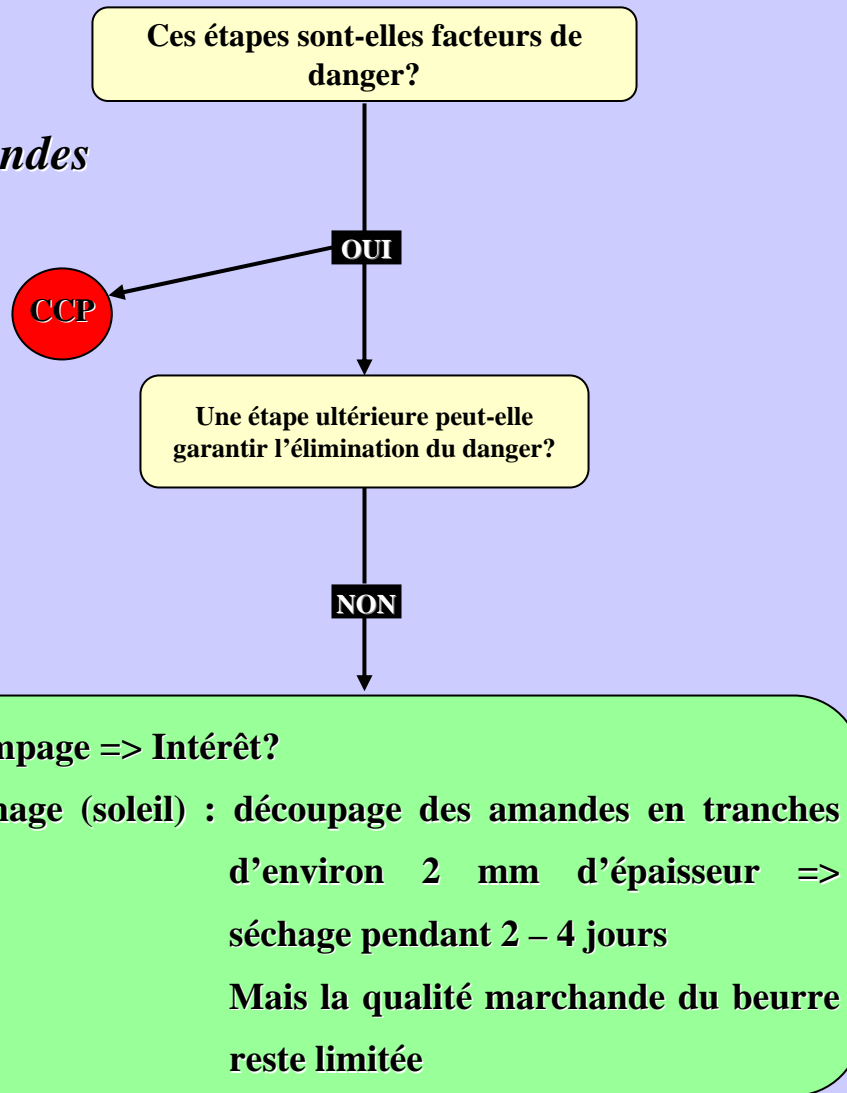 Ces étapes sont-elles facteurs de
danger?
ndes
OUI
CCP
Une étape ultérieure peut-elle
garantir l'élimination du danger?
NON
mpage => Intérêt?
hage (soleil) : découpage des amandes en tranches
d'environ 2 mm d'épaisseur =>
séchage pendant 2 – 4 jours
Mais la qualité marchande du beurre
reste limitée